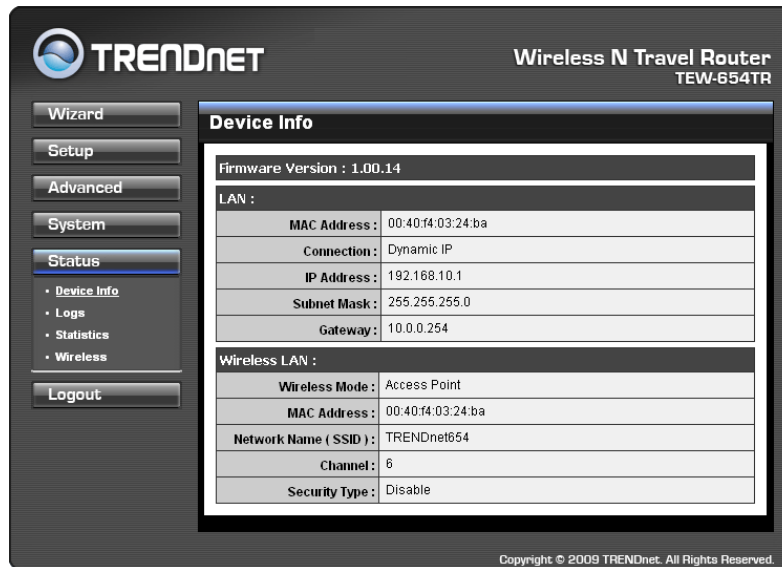 TRENDnET
Wireless N Travel Router
TEW-654TR
Wizard
Setup
Advanced
System
Status
• Device Info
• Logs
• Statistics
• Wireless
Logout
Device Info
Firmware Version : 1.00.14
LAN :
MAC Address : 00:40:f4:03:24:ba
Connection : Dynamic IP
IP Address : 192.168.10.1
Subnet Mask : 255.255.255.0
Gateway : 10.0.0.254
Wireless LAN :
Wireless Mode : Access Point
MAC Address : 00:40:f4:03:24:ba
Network Name ( SSID ) : TRENDnet654
Channel : 6
Security Type : Disable
Copyright © 2009 TRENDnet. All Rights Reserved.